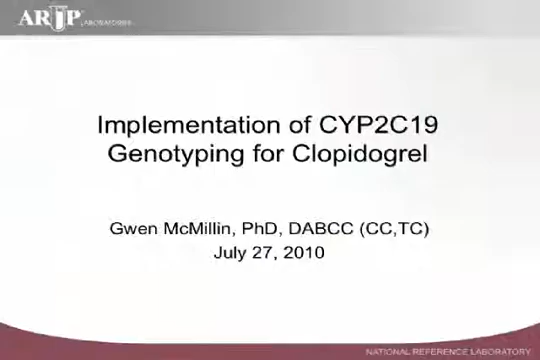 ARUP LABORATORIES
Implementation of CYP2C19
Genotyping for Clopidogrel
Gwen McMillin, PhD, DABCC (CC,TC)
July 27, 2010
NATIONAL REFERENCE LABORATORY